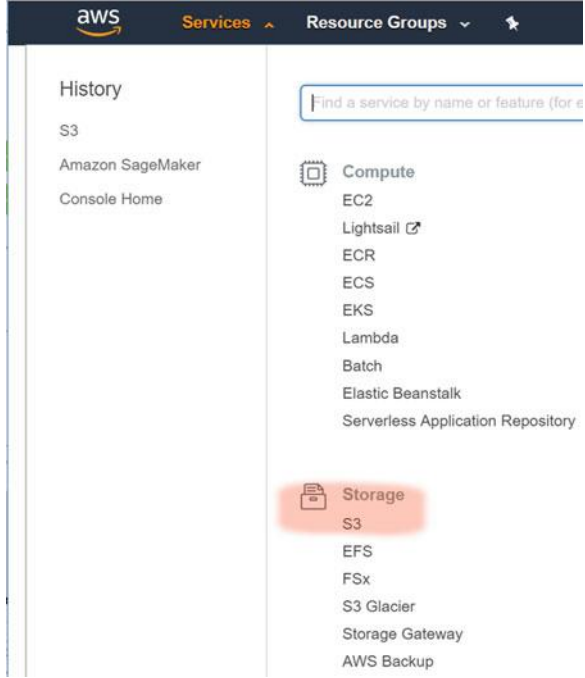 aws
Services
Resource Groups
History
S3
Amazon SageMaker
Console Home
Find a service by name or feature (for e
Compute
EC2
Lightsail
ECR
ECS
EKS
Lambda
Batch
Elastic Beanstalk
Serverless Application Repository
Storage
S3
EFS
FSx
S3 Glacier
Storage Gateway
AWS Backup